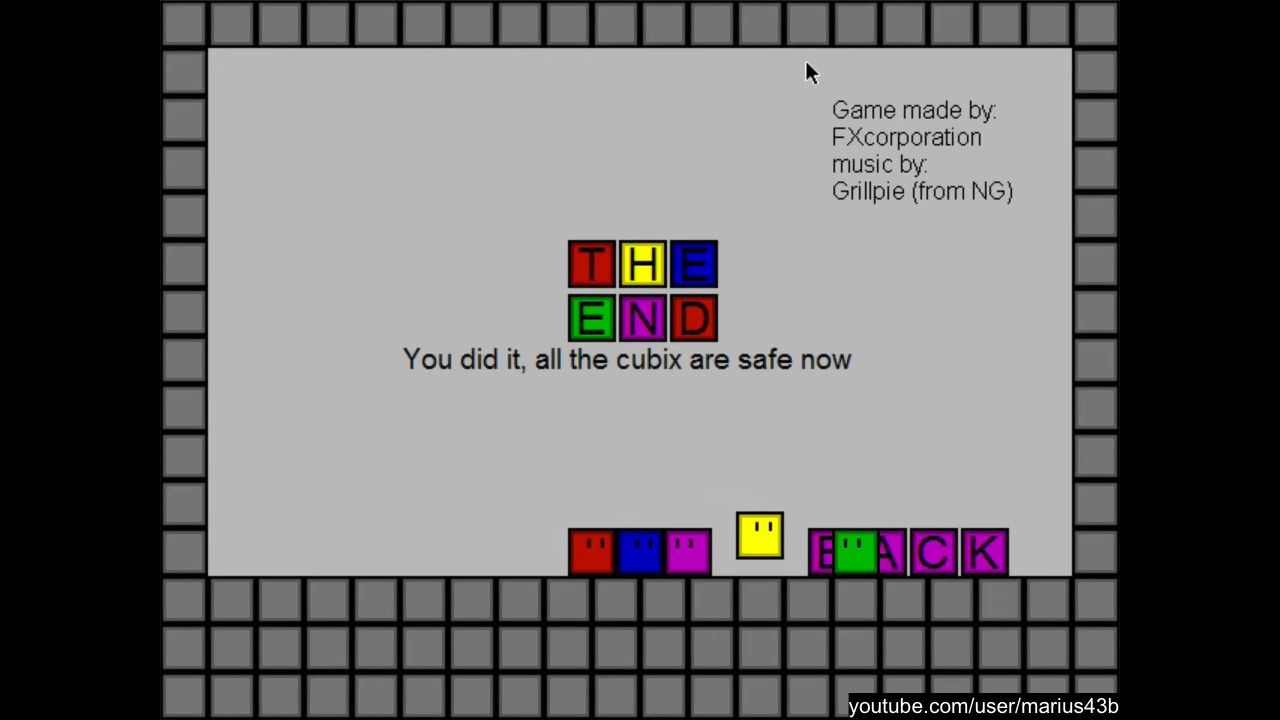 Game made by:
FXcorporation
music by:
Grillpie (from NG)
THE
END
You did it, all the cubix are safe now
BACK
youtube.com/user/marius43b